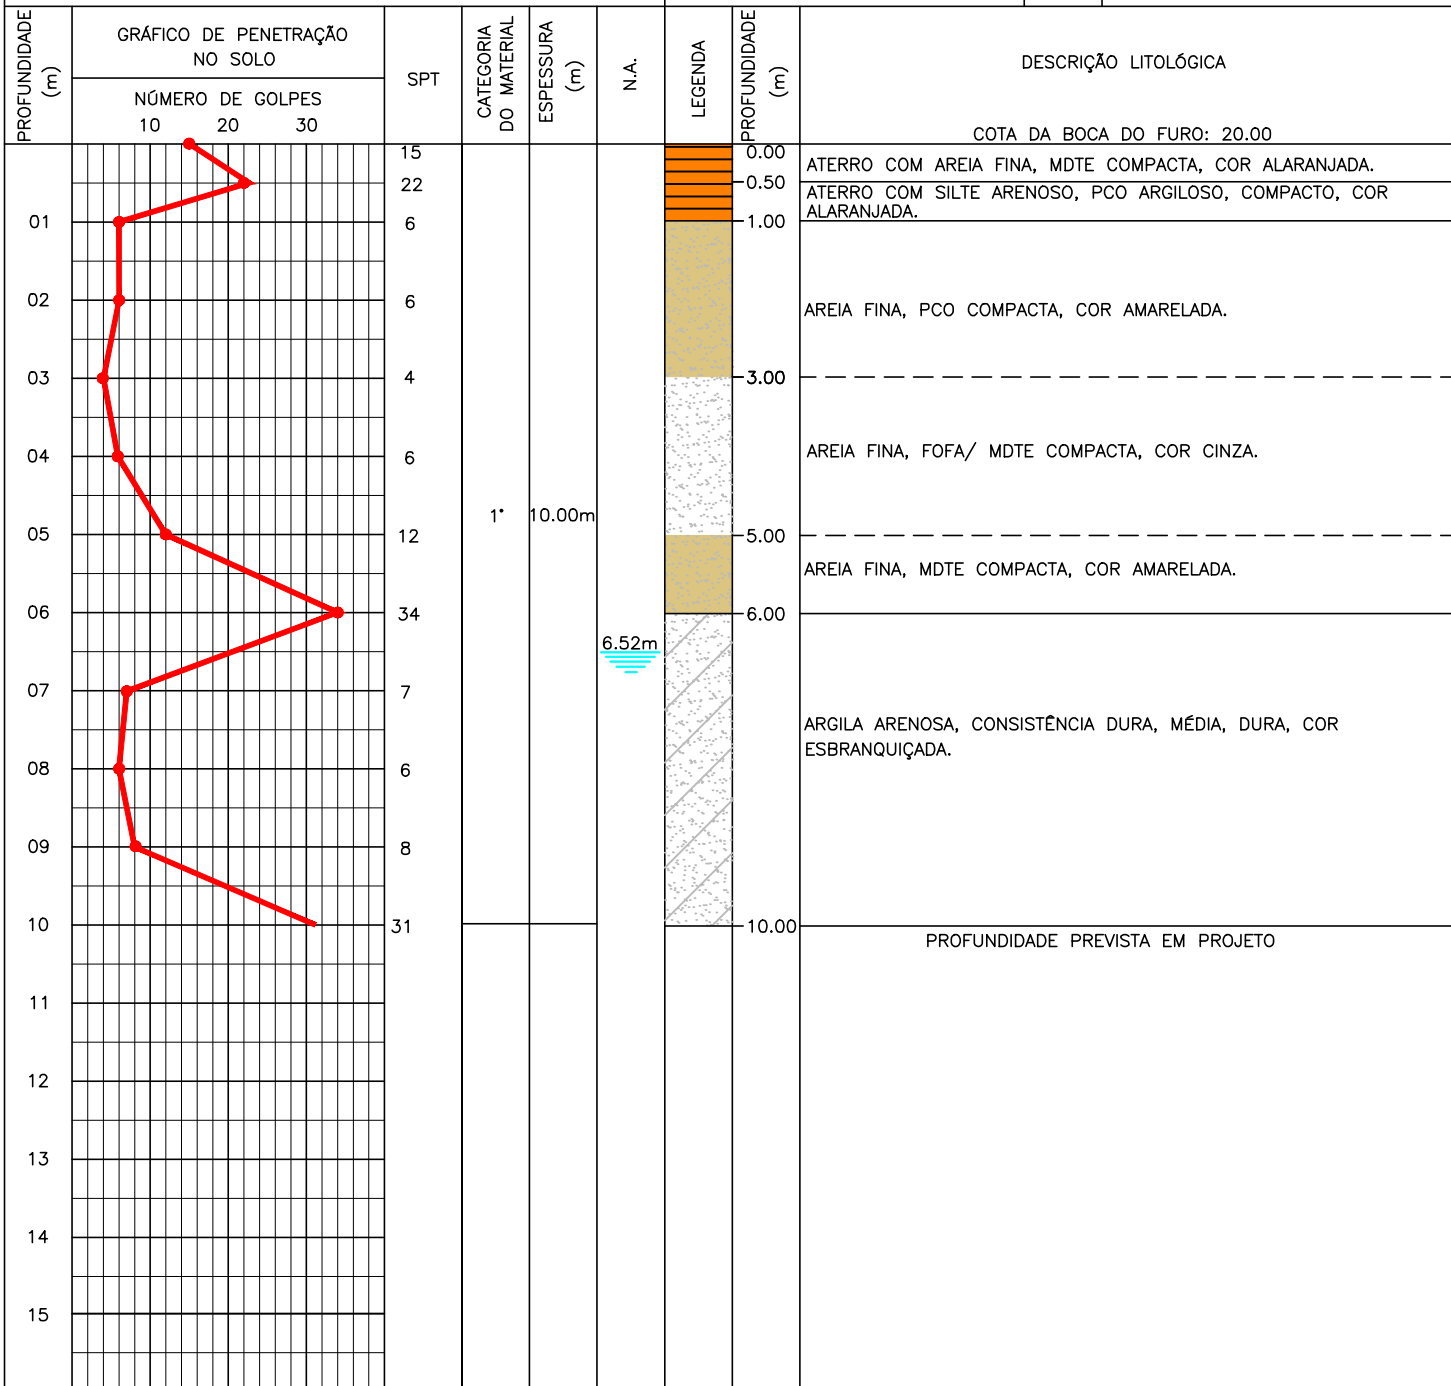 PROFUNDIDADE
(m)
GRÁFICO DE PENETRAÇÃO
NO SOLO
NÚMERO DE GOLPES
10 20 30
SPT
CATEGORIA
DO MATERIAL
ESPESSURA
(m)
N.A.
LEGENDA
PROFUNDIDADE
(m)
DESCRIÇÃO LITOLÓGICA
COTA DA BOCA DO FURO: 20.00
15
0.00
ATERRO COM AREIA FINA, MDTE COMPACTA, COR ALARANJADA.
22
0.50
ATERRO COM SILTE ARENOSO, PCO ARGILOSO, COMPACTO, COR
ALARANJADA.
01
6
1.00
02
6
AREIA FINA, PCO COMPACTA, COR AMARELADA.
03
4
3.00
04
6
AREIA FINA, FOFA/ MDTE COMPACTA, COR CINZA.
1°
10.00m
05
12
5.00
AREIA FINA, MDTE COMPACTA, COR AMARELADA.
06
34
6.00
6.52m
07
7
ARGILA ARENOSA, CONSISTÊNCIA DURA, MÉDIA, DURA, COR
ESBRANQUIÇADA.
08
6
09
8
10
31
10.00
PROFUNDIDADE PREVISTA EM PROJETO
11
12
13
14
15